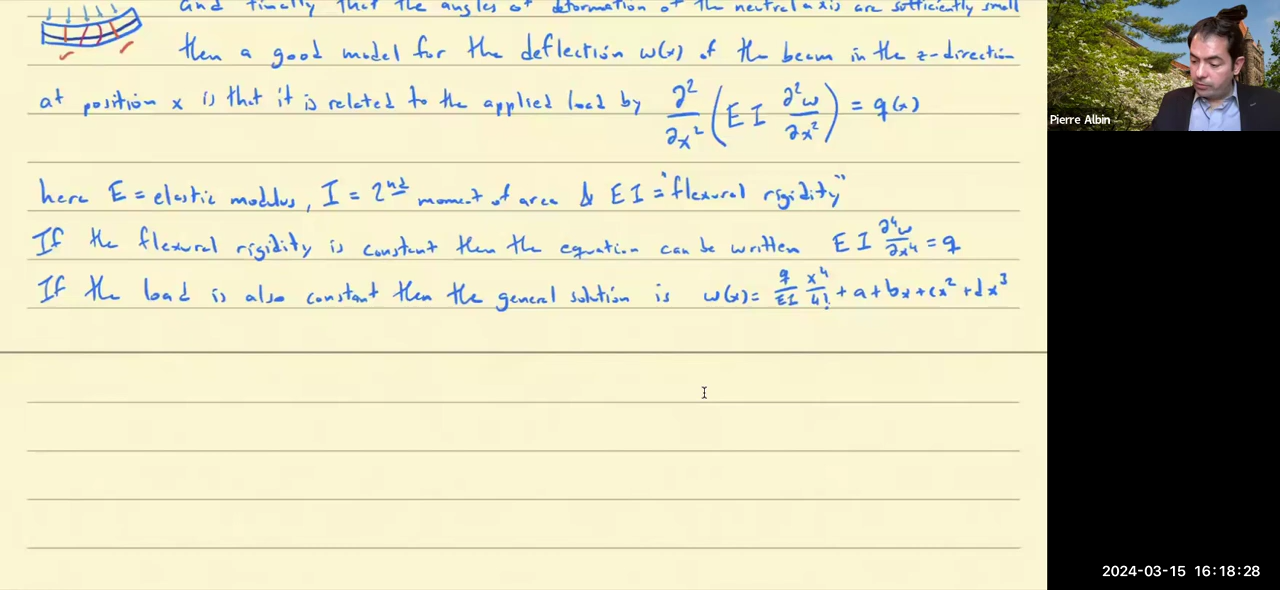 and finally that the angles of deformation of the neutral axis are sufficiently small
then a good model for the deflection w(x) of the beam in the z-direction
at position x is that it is related to the applied load by ∂²/∂x² (E I ∂²w/∂x²) = q(x)
here E = elastic modulus, I = 2nd moment of area & E I = "flexural rigidity"
If the flexural rigidity is constant then the equation can be written E I ∂⁴w/∂x⁴ = q
If the load is also constant then the general solution is w(x) = q/EI x⁴/4! + a + bx + cx² + dx³
Pierre Albin
2024-03-15 16:18:28